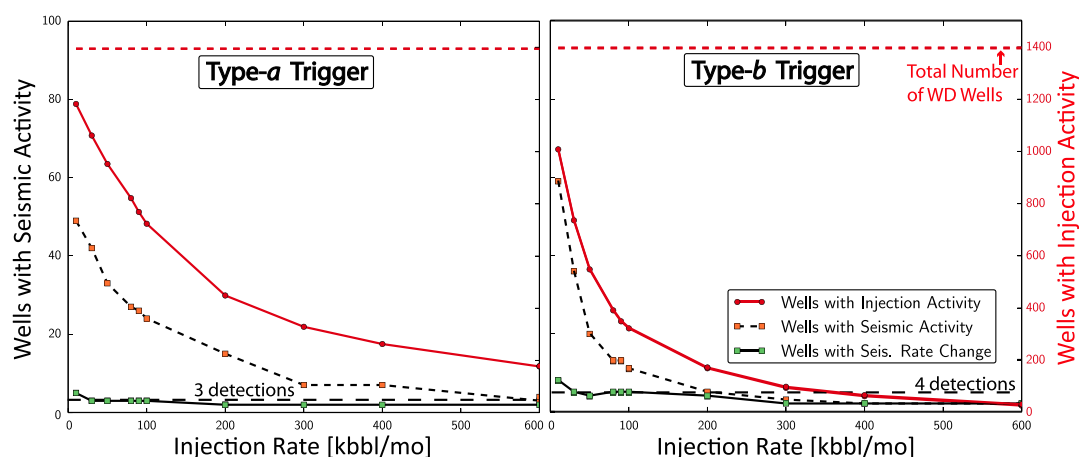 100
80
60
40
20
0
Wells with Seismic Activity
Type-a Trigger
3 detections
0 100 200 300 400 500 600
Injection Rate [kbbl/mo]
Type-b Trigger
Total Number
of WD Wells
Wells with Injection Activity
Wells with Seismic Activity
Wells with Seis. Rate Change
4 detections
0 100 200 300 400 500 600
Injection Rate [kbbl/mo]
1400
1200
1000
800
600
400
200
0
Wells with Injection Activity